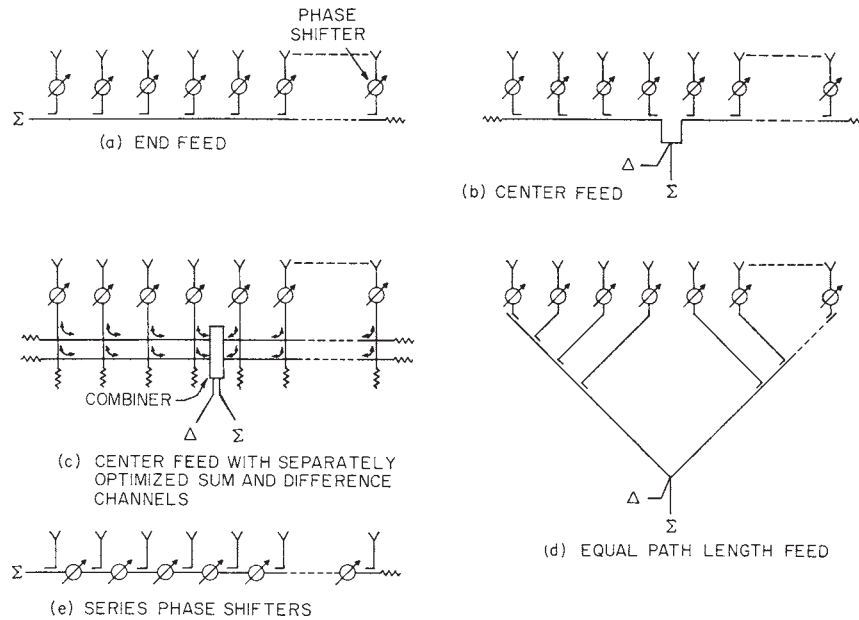 PHASE
SHIFTER
Σ
(a) END FEED
Δ
Σ
(b) CENTER FEED
COMBINER
Δ Σ
(c) CENTER FEED WITH SEPARATELY
OPTIMIZED SUM AND DIFFERENCE
CHANNELS
Δ
Σ
(d) EQUAL PATH LENGTH FEED
Σ
(e) SERIES PHASE SHIFTERS